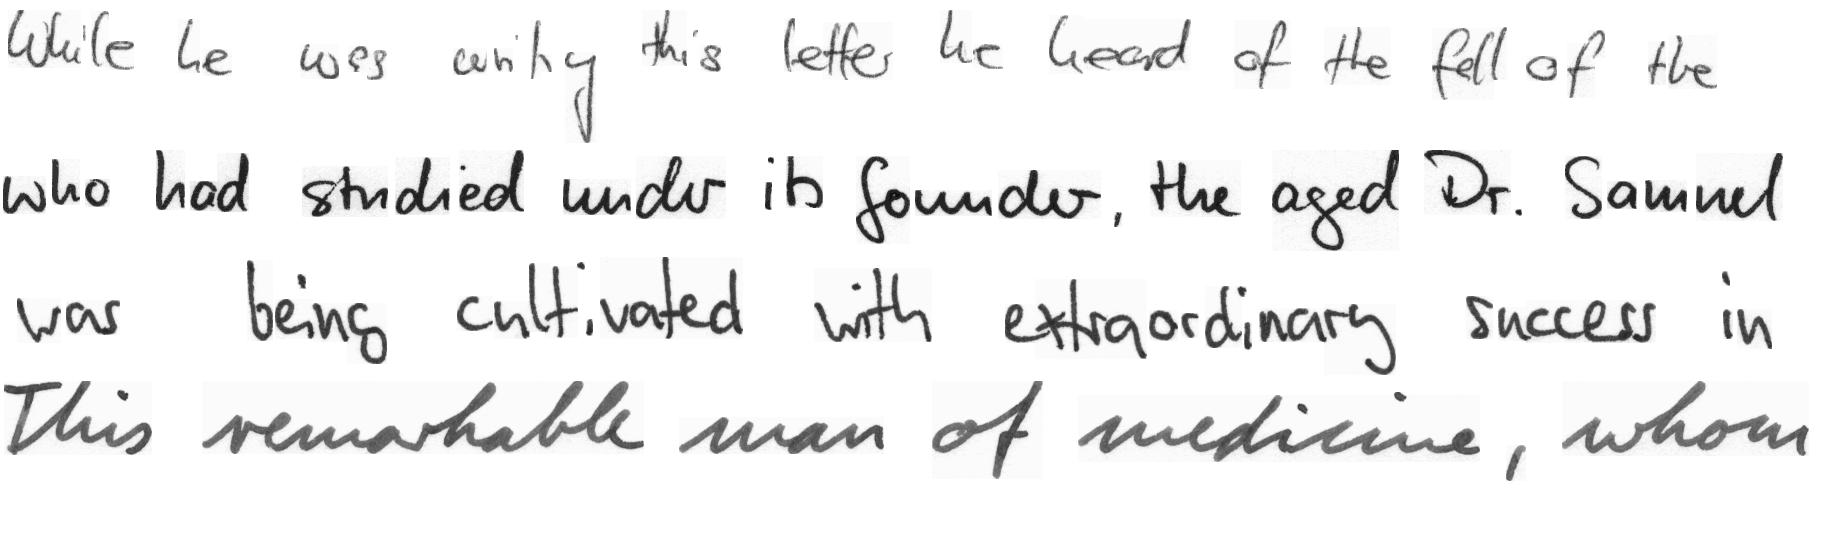 While he was writing this letter he heard of the fall of the
who had studied under its founder, the aged Dr. Samuel
was being cultivated with extraordinary success in
This remarkable man of medicine, whom